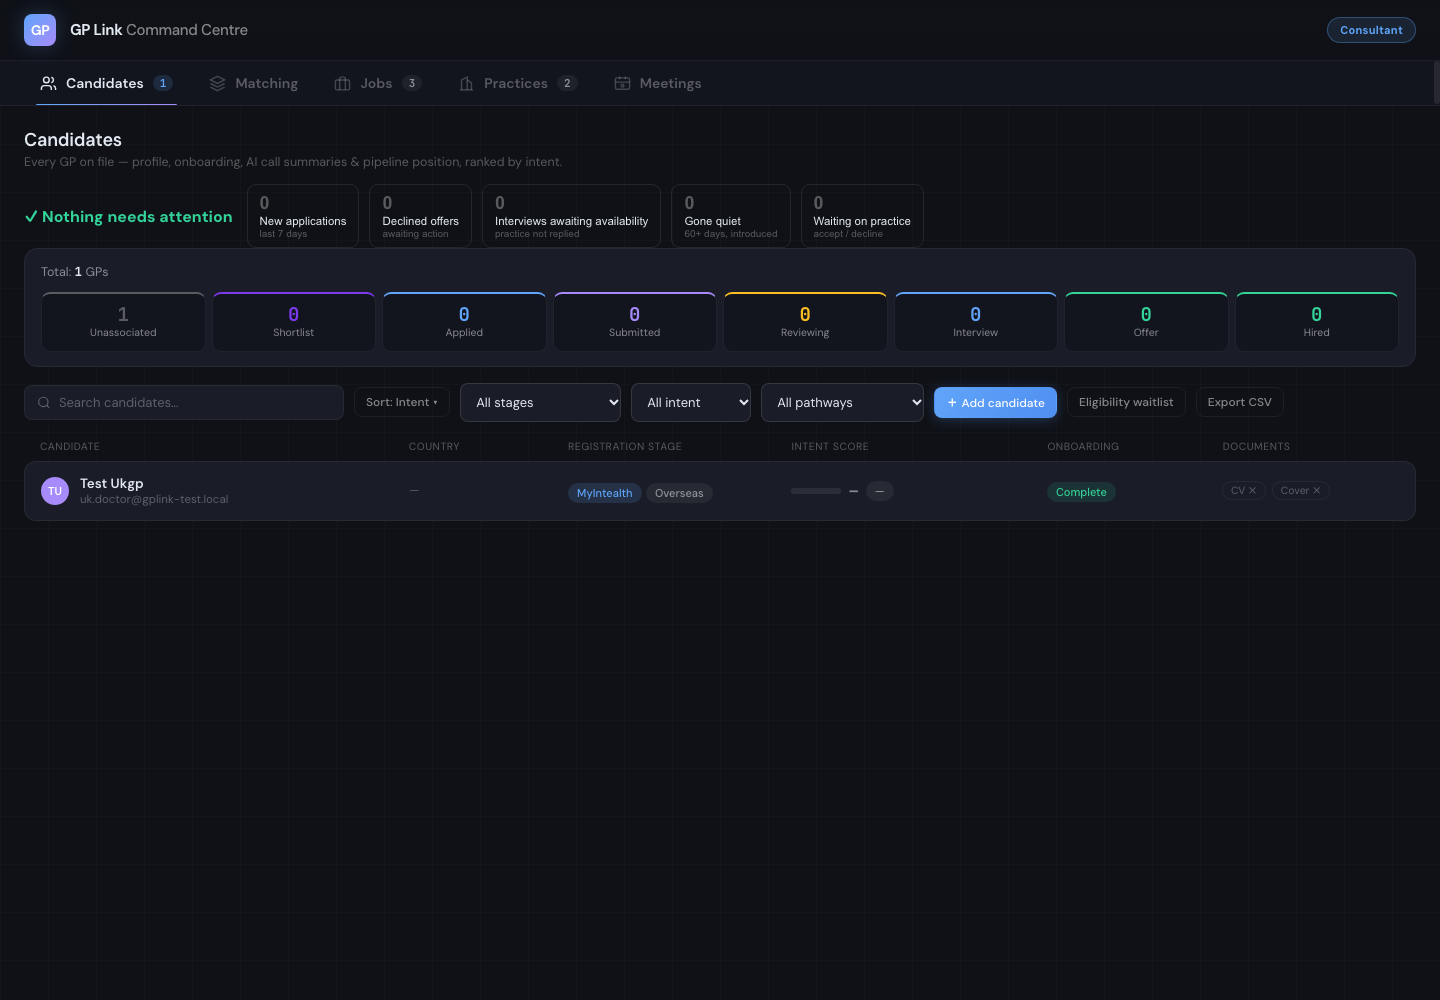 GP GP Link Command Centre Consultant
Candidates 1 Matching Jobs 3 Practices 2 Meetings
Candidates
Every GP on file — profile, onboarding, AI call summaries & pipeline position, ranked by intent.
✓ Nothing needs attention
0
New applications
last 7 days
0
Declined offers
awaiting action
0
Interviews awaiting availability
practice not replied
0
Gone quiet
60+ days, introduced
0
Waiting on practice
accept / decline
Total: 1 GPs
1
Unassociated
0
Shortlist
0
Applied
0
Submitted
0
Reviewing
0
Interview
0
Offer
0
Hired
Search candidates... Sort: Intent ▾ All stages All intent All pathways + Add candidate Eligibility waitlist Export CSV
CANDIDATE COUNTRY REGISTRATION STAGE INTENT SCORE ONBOARDING DOCUMENTS
TU Test Ukgp
uk.doctor@gplink-test.local
— MyIntealth Overseas — — Complete CV ✕ Cover ✕